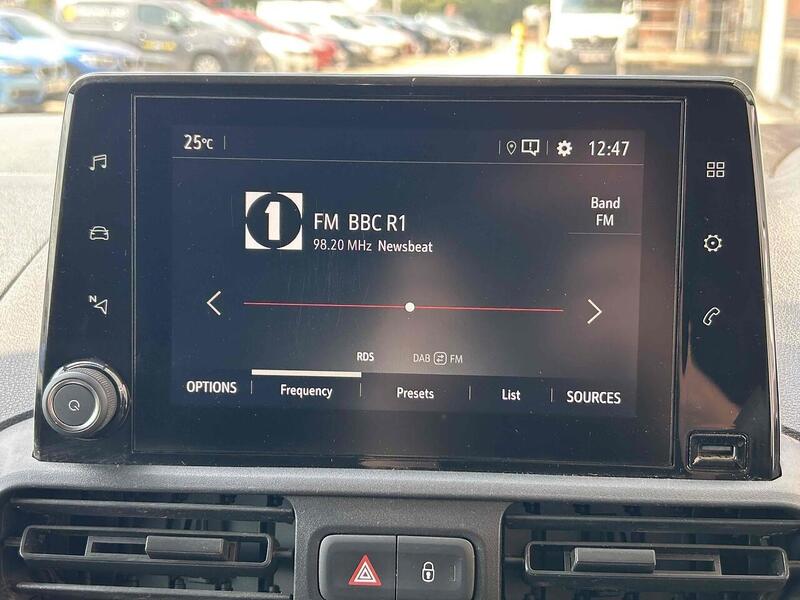 25°C
12:47
1
FM BBC R1
98.20 MHz Newsbeat
Band
FM
RDS
DAB FM
OPTIONS Frequency Presets List SOURCES
N